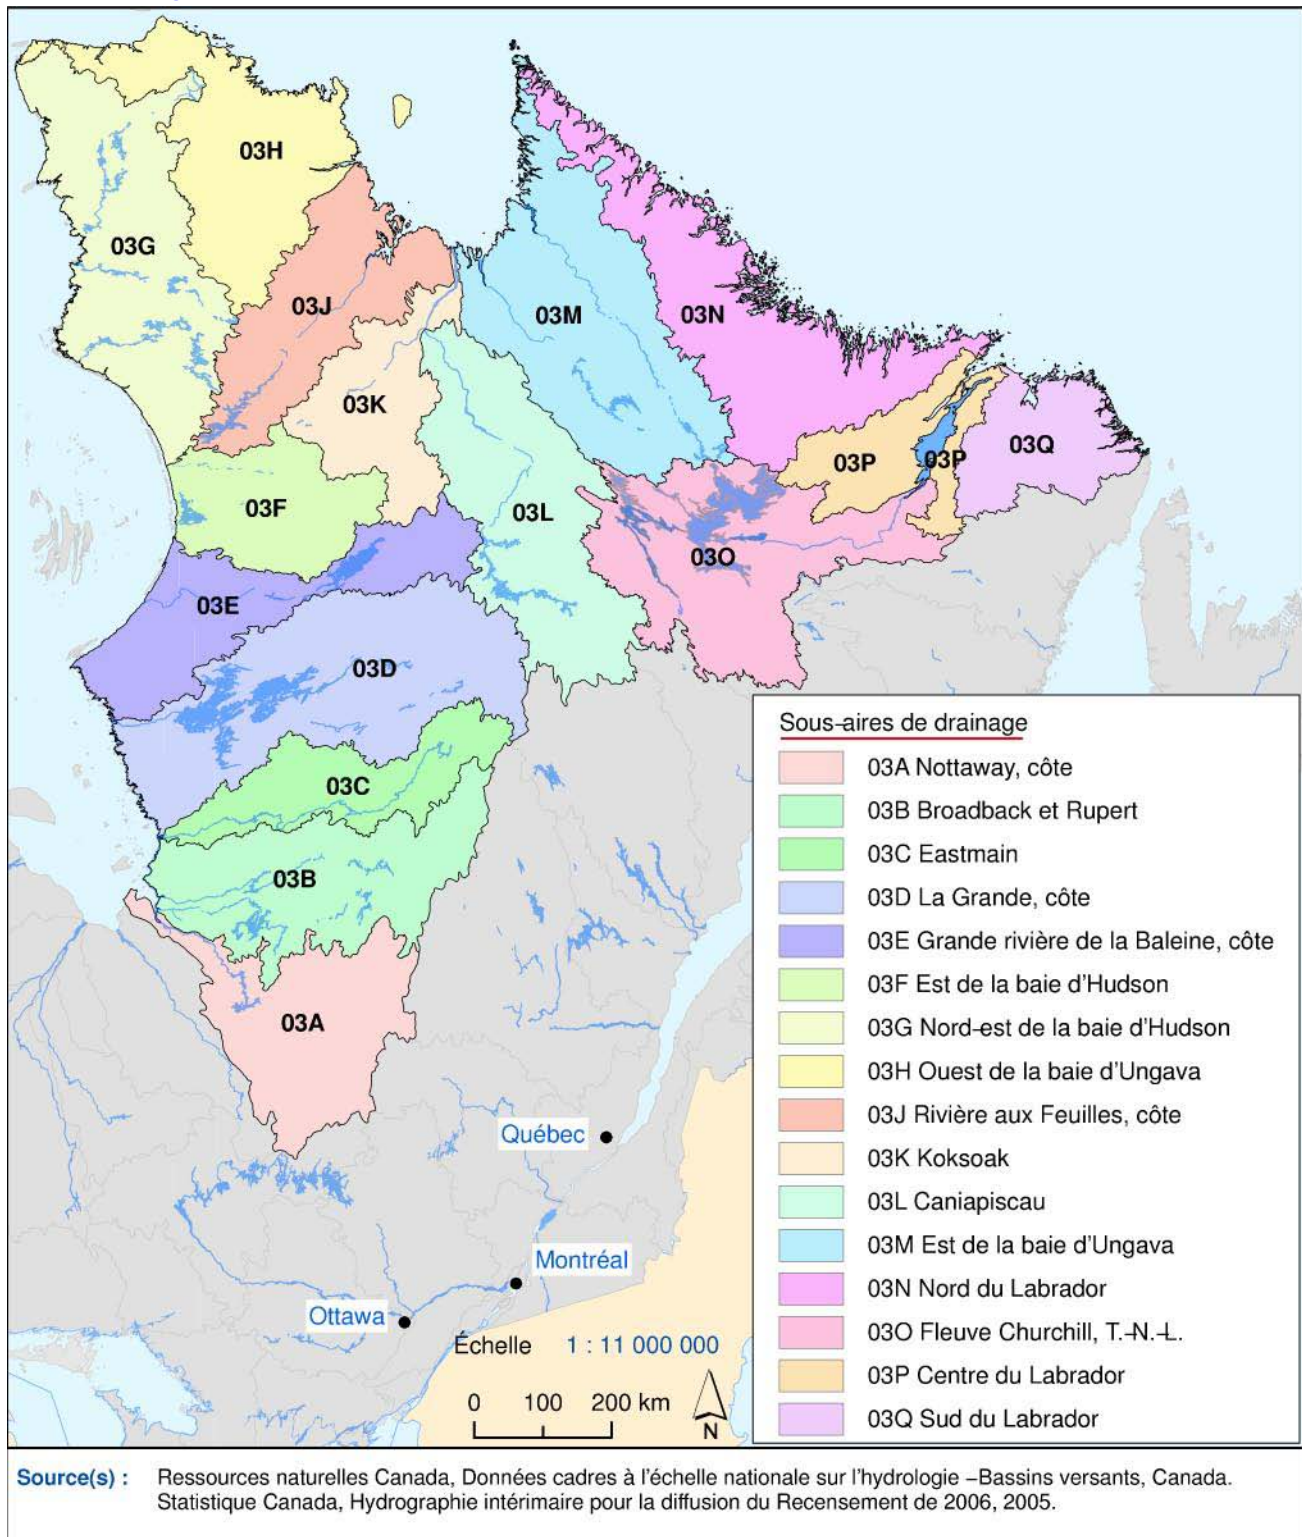 03H
03G
03J
03M
03N
03K
03P
03P
03Q
03F
03L
03O
03E
03D
03C
03B
03A
Québec
Montréal
Ottawa
Échelle 1 : 11 000 000
0 100 200 km
N
Sous-aires de drainage
03A Nottaway, côte
03B Broadback et Rupert
03C Eastmain
03D La Grande, côte
03E Grande rivière de la Baleine, côte
03F Est de la baie d'Hudson
03G Nord-est de la baie d'Hudson
03H Ouest de la baie d'Ungava
03J Rivière aux Feuilles, côte
03K Koksoak
03L Caniapiscau
03M Est de la baie d'Ungava
03N Nord du Labrador
03O Fleuve Churchill, T.-N.-L.
03P Centre du Labrador
03Q Sud du Labrador
Source(s) : Ressources naturelles Canada, Données cadres à l'échelle nationale sur l'hydrologie –Bassins versants, Canada.
Statistique Canada, Hydrographie intérimaire pour la diffusion du Recensement de 2006, 2005.